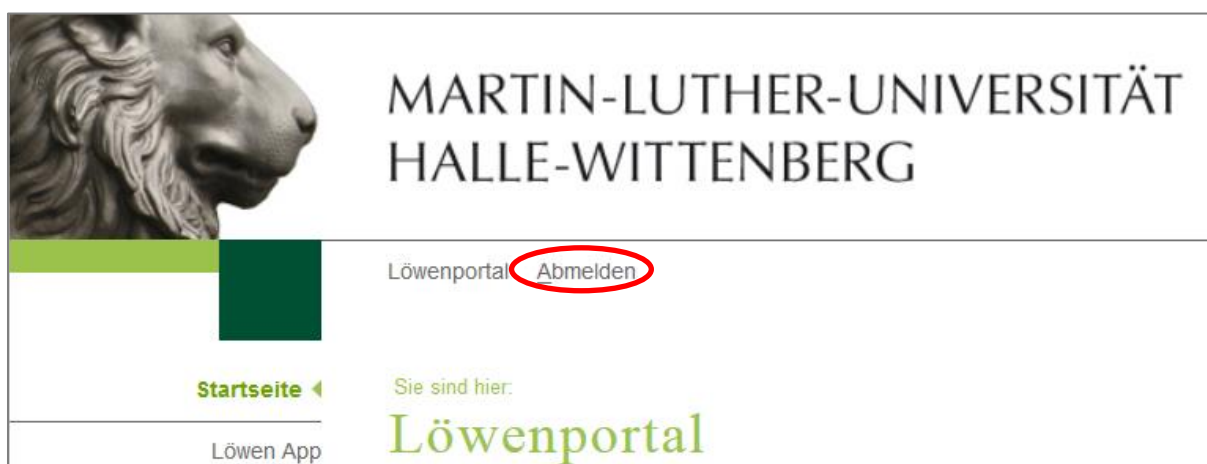 MARTIN-LUTHER-UNIVERSITÄT
HALLE-WITTENBERG
Löwenportal Abmelden
Startseite
Sie sind hier:
Löwenportal
Löwen App